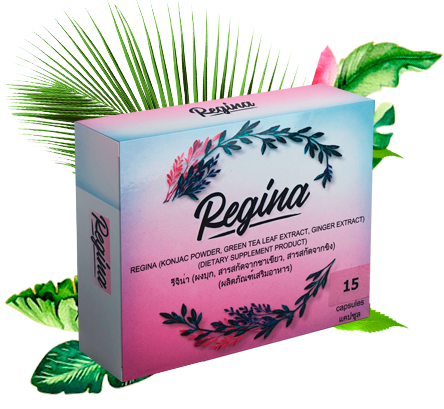 Regina
Regina
Regina
REGINA (KONJAC POWDER, GREEN TEA LEAF EXTRACT, GINGER EXTRACT)
(DIETARY SUPPLEMENT PRODUCT)
รีจิน่า (ผงบุก, สารสกัดจากชาเขียว, สารสกัดจากขิง)
(ผลิตภัณฑ์เสริมอาหาร)
15
capsules
แคปซูล